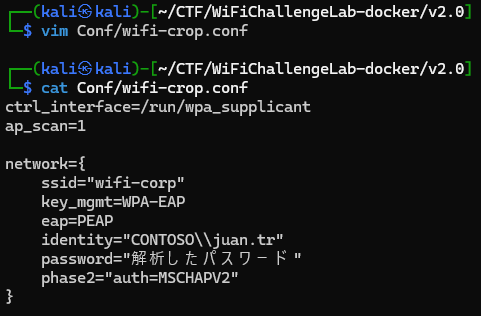 ┌──(kali㉿kali)-[~/CTF/WiFiChallengeLab-docker/v2.0]
└─$ vim Conf/wifi-crop.conf
┌──(kali㉿kali)-[~/CTF/WiFiChallengeLab-docker/v2.0]
└─$ cat Conf/wifi-crop.conf
ctrl_interface=/run/wpa_supplicant
ap_scan=1

network={
    ssid="wifi-corp"
    key_mgmt=WPA-EAP
    eap=PEAP
    identity="CONTOSO\\juan.tr"
    password="解析したパスワード"
    phase2="auth=MSCHAPV2"
}